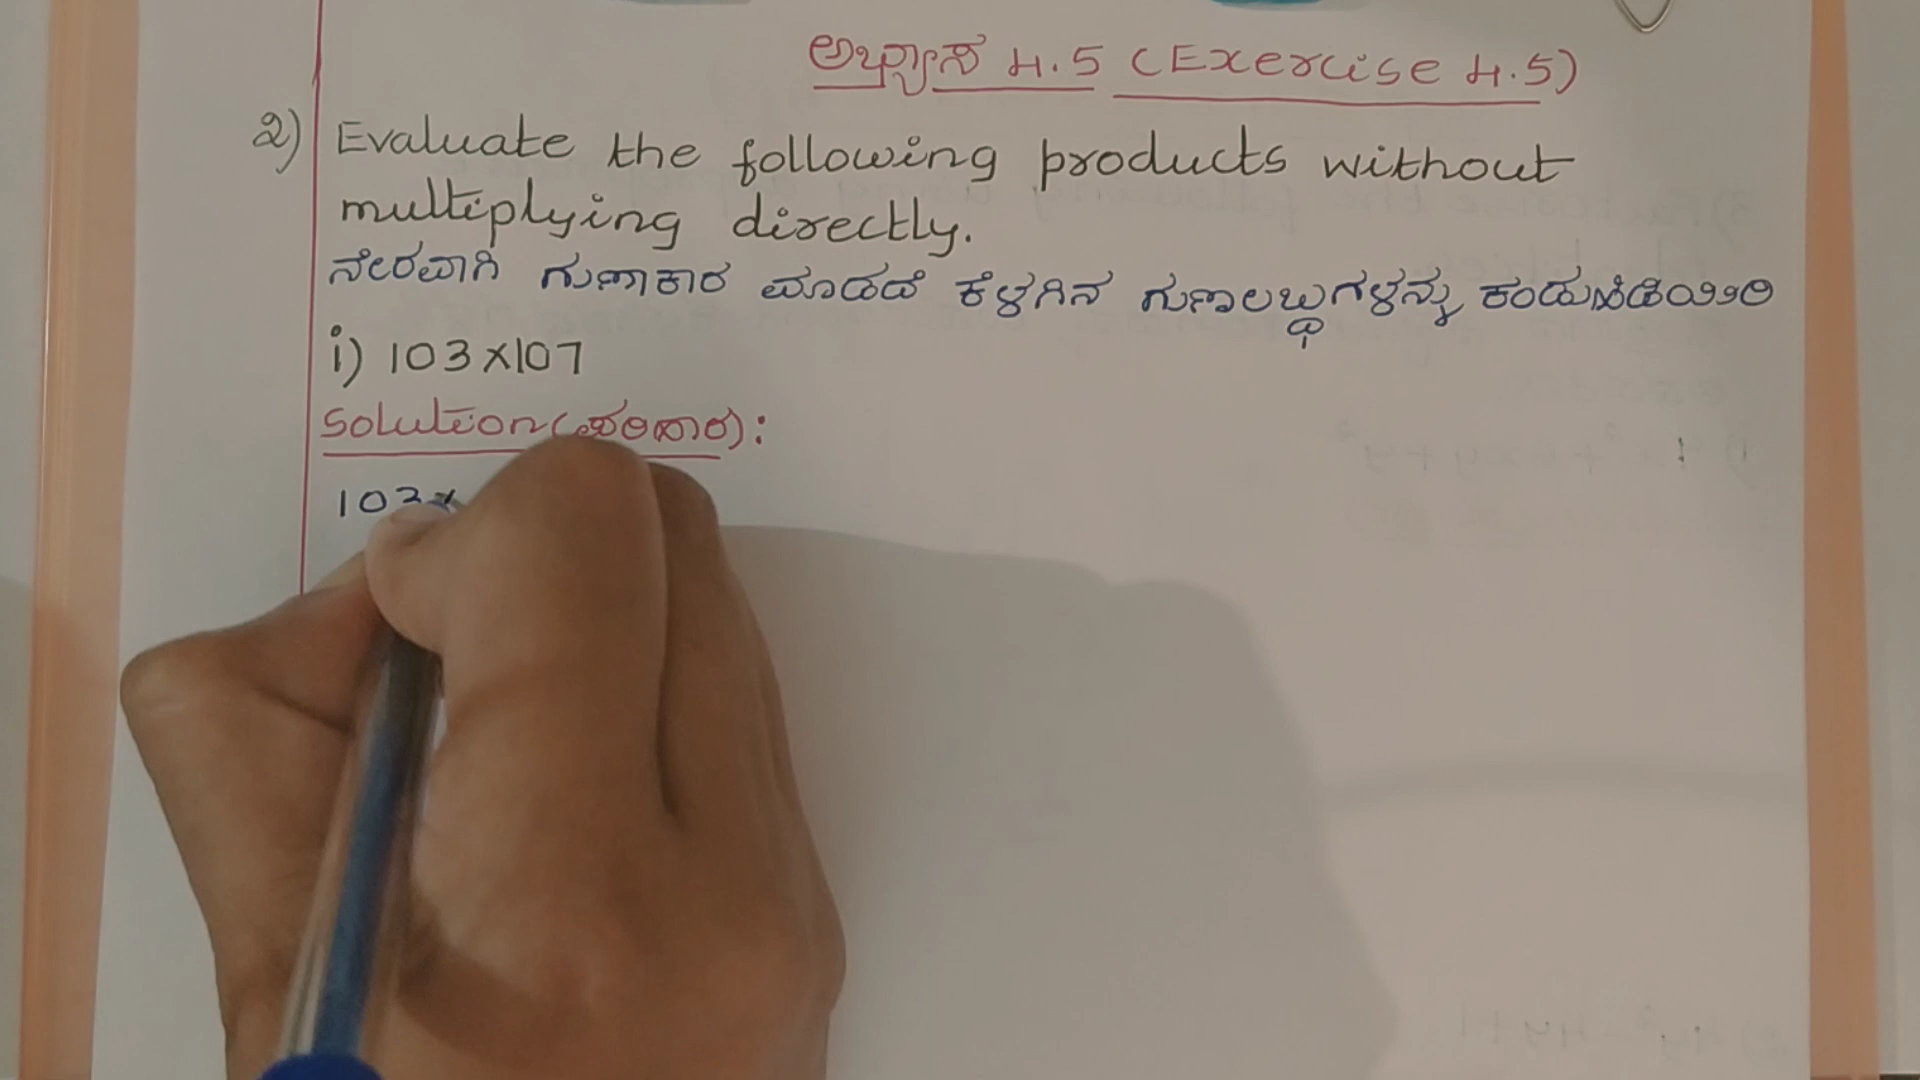 ಅಭ್ಯಾಸ 4.5 (Exercise 4.5)
2) Evaluate the following products without
multiplying directly.
ನೇರವಾಗಿ ಗುಣಾಕಾರ ಮಾಡದೆ ಕೆಳಗಿನ ಗುಣಲಬ್ಧಗಳನ್ನು ಕಂಡುಹಿಡಿಯಿರಿ
i) 103×107
Solution(ಪರಿಹಾರ):
103×